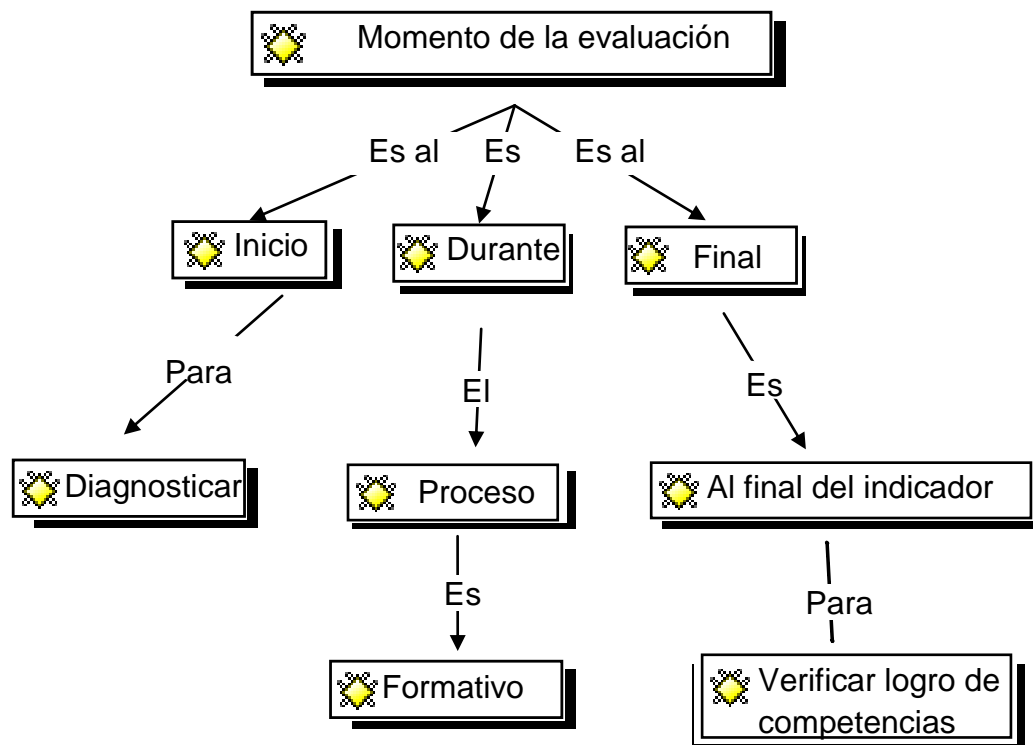 Momento de la evaluación
Es al
Es
Es al
Inicio
Durante
Final
Para
El
Es
Diagnosticar
Proceso
Al final del indicador
Es
Para
Formativo
Verificar logro de
competencias